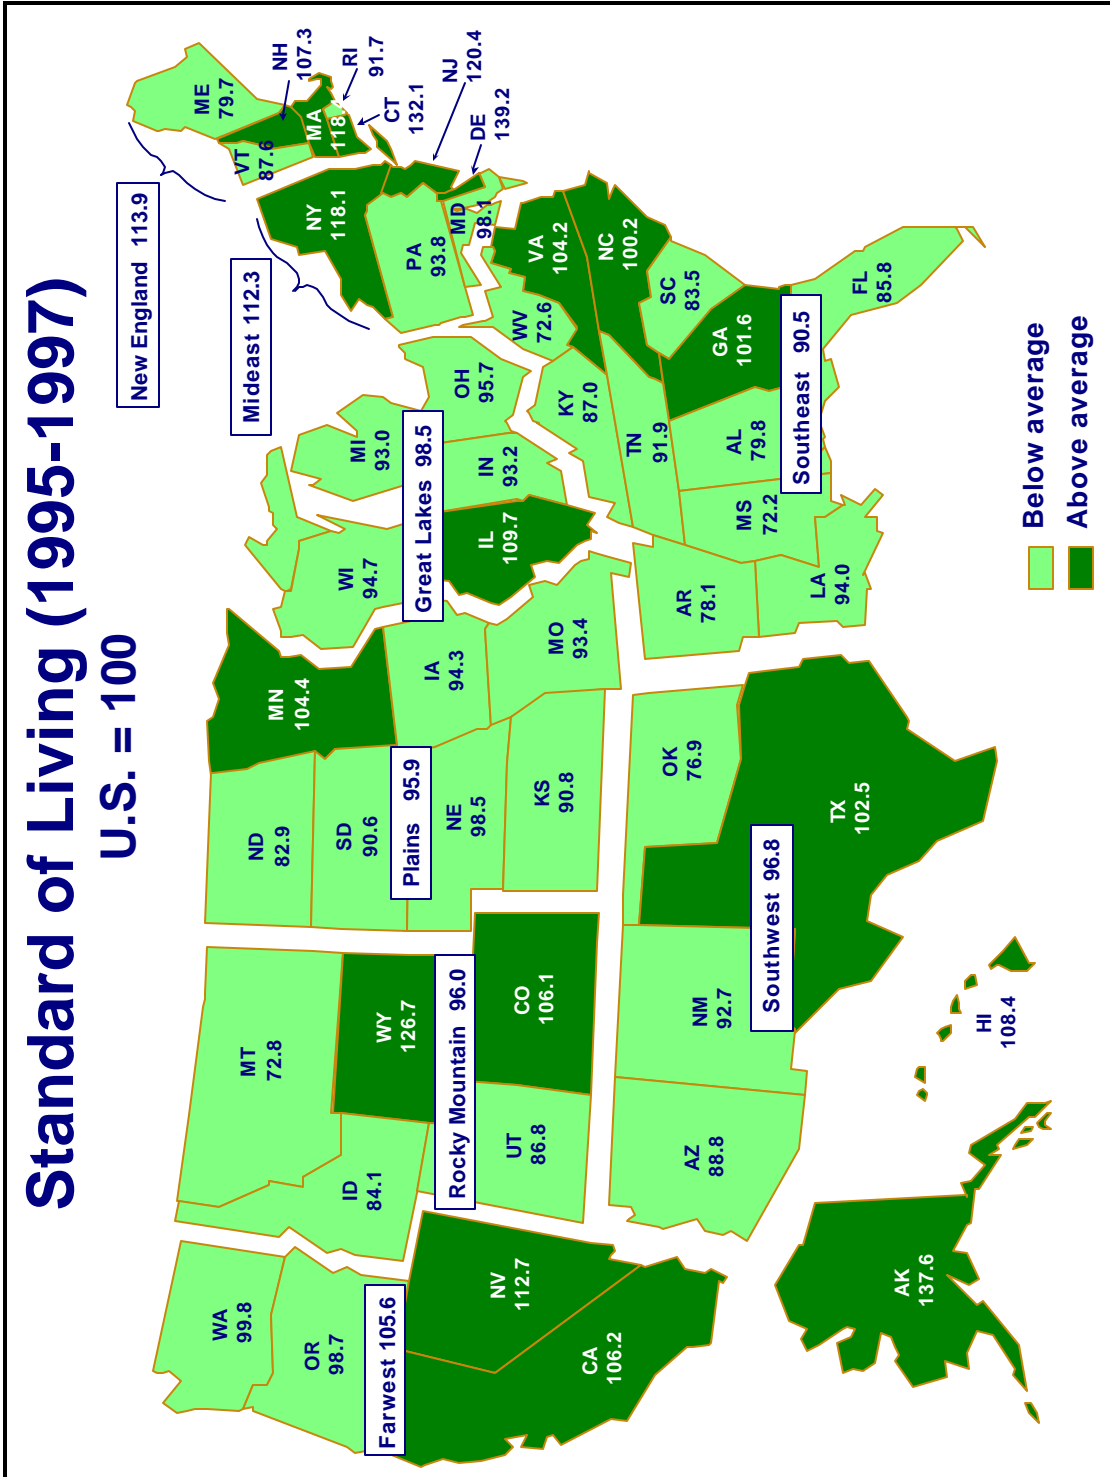 Standard of Living (1995-1997)
U.S. = 100
New England 113.9
Mideast 112.3
Great Lakes 98.5
Plains 95.9
Rocky Mountain 96.0
Farwest 105.6
Southwest 96.8
Southeast 90.5
WA
99.8
OR
98.7
CA
106.2
NV
112.7
ID
84.1
MT
72.8
WY
126.7
UT
86.8
CO
106.1
AZ
88.8
NM
92.7
ND
82.9
SD
90.6
NE
98.5
KS
90.8
OK
76.9
TX
102.5
MN
104.4
IA
94.3
MO
93.4
AR
78.1
LA
94.0
WI
94.7
IL
109.7
MI
93.0
IN
93.2
OH
95.7
KY
87.0
TN
91.9
MS
72.2
AL
79.8
GA
101.6
FL
85.8
SC
83.5
NC
100.2
VA
104.2
WV
72.6
MD
98.1
DE
139.2
PA
93.8
NJ
120.4
NY
118.1
CT
132.1
RI
91.7
MA
118.
VT
87.6
NH
107.3
ME
79.7
AK
137.6
HI
108.4
Below average
Above average